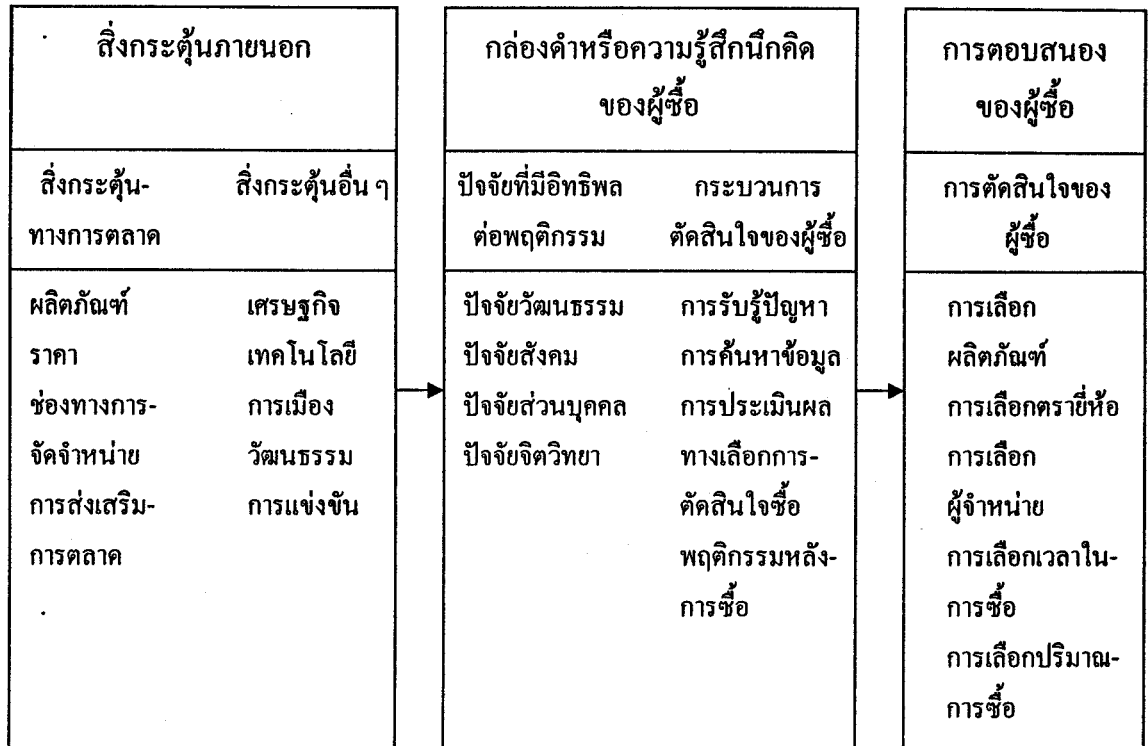 สิ่งกระตุ้นภายนอก
สิ่งกระตุ้น-
ทางการตลาด
สิ่งกระตุ้นอื่น ๆ
ผลิตภัณฑ์
ราคา
ช่องทางการ-
จัดจำหน่าย
การส่งเสริม-
การตลาด
เศรษฐกิจ
เทคโนโลยี
การเมือง
วัฒนธรรม
การแข่งขัน
กล่องดำหรือความรู้สึกนึกคิด
ของผู้ซื้อ
ปัจจัยที่มีอิทธิพล
ต่อพฤติกรรม
กระบวนการ
ตัดสินใจของผู้ซื้อ
ปัจจัยวัฒนธรรม
ปัจจัยสังคม
ปัจจัยส่วนบุคคล
ปัจจัยจิตวิทยา
การรับรู้ปัญหา
การค้นหาข้อมูล
การประเมินผล
ทางเลือกการ-
ตัดสินใจซื้อ
พฤติกรรมหลัง-
การซื้อ
การตอบสนอง
ของผู้ซื้อ
การตัดสินใจของ
ผู้ซื้อ
การเลือก
ผลิตภัณฑ์
การเลือกตรายี่ห้อ
การเลือก
ผู้จำหน่าย
การเลือกเวลาใน-
การซื้อ
การเลือกปริมาณ-
การซื้อ